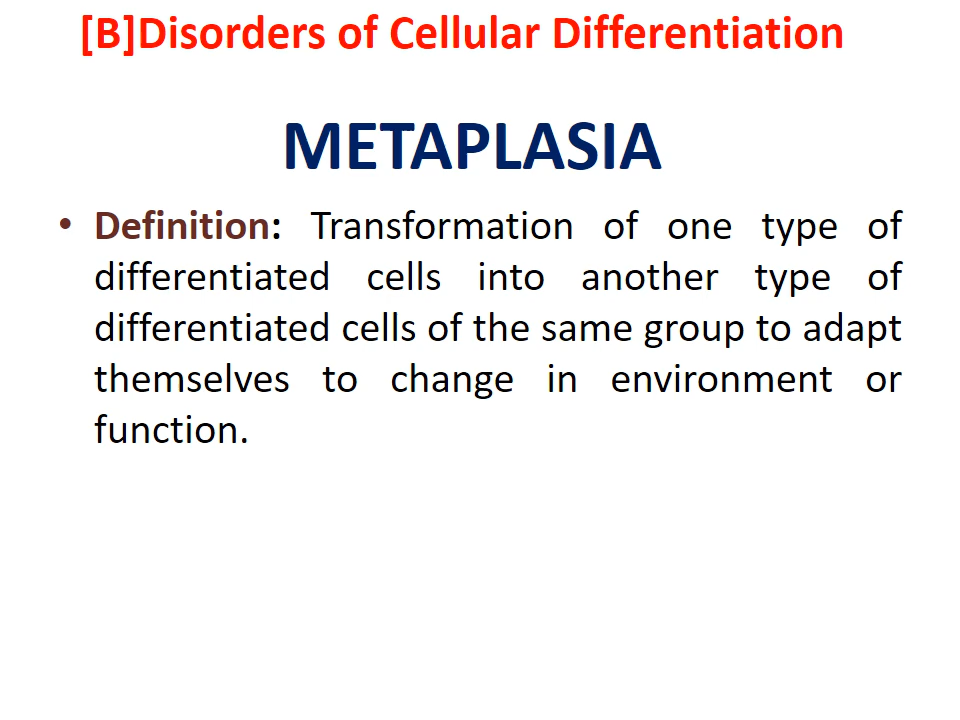 [B]Disorders of Cellular Differentiation
METAPLASIA
• Definition: Transformation of one type of
differentiated cells into another type of
differentiated cells of the same group to adapt
themselves to change in environment or
function.